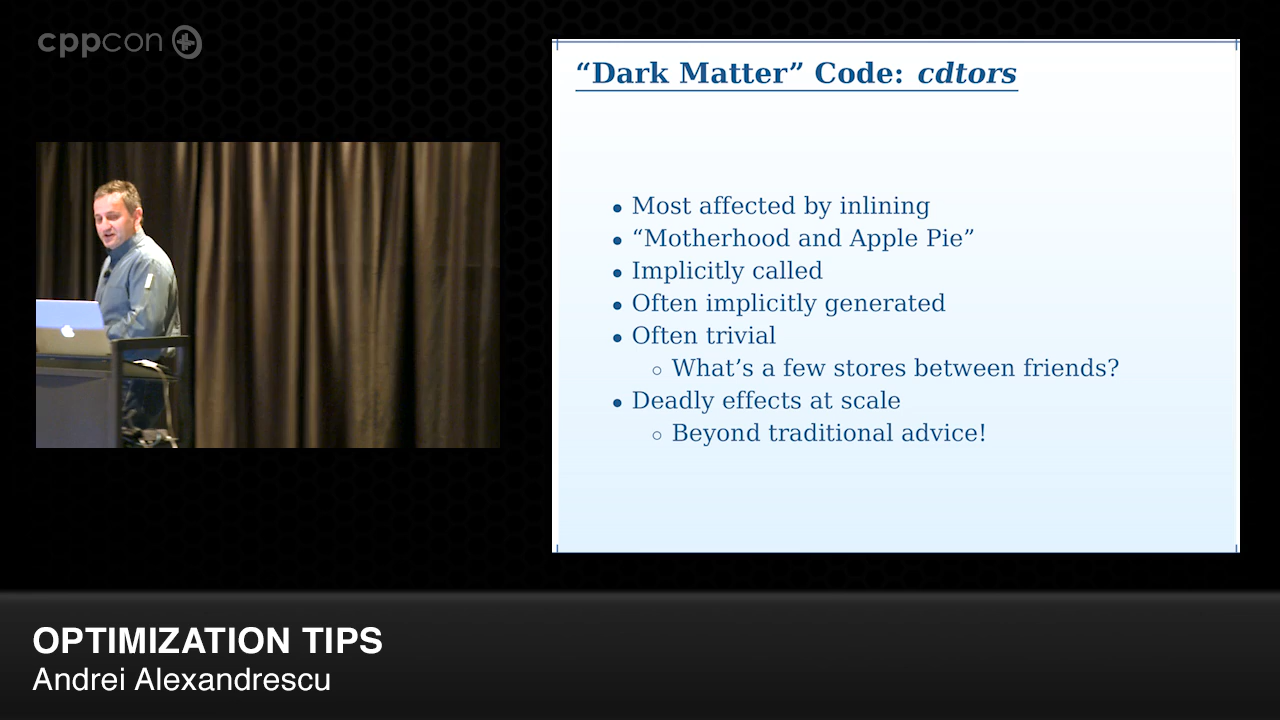 cppcon
“Dark Matter” Code: cdtors
• Most affected by inlining
• “Motherhood and Apple Pie”
• Implicitly called
• Often implicitly generated
• Often trivial
◦ What’s a few stores between friends?
• Deadly effects at scale
◦ Beyond traditional advice!
OPTIMIZATION TIPS
Andrei Alexandrescu